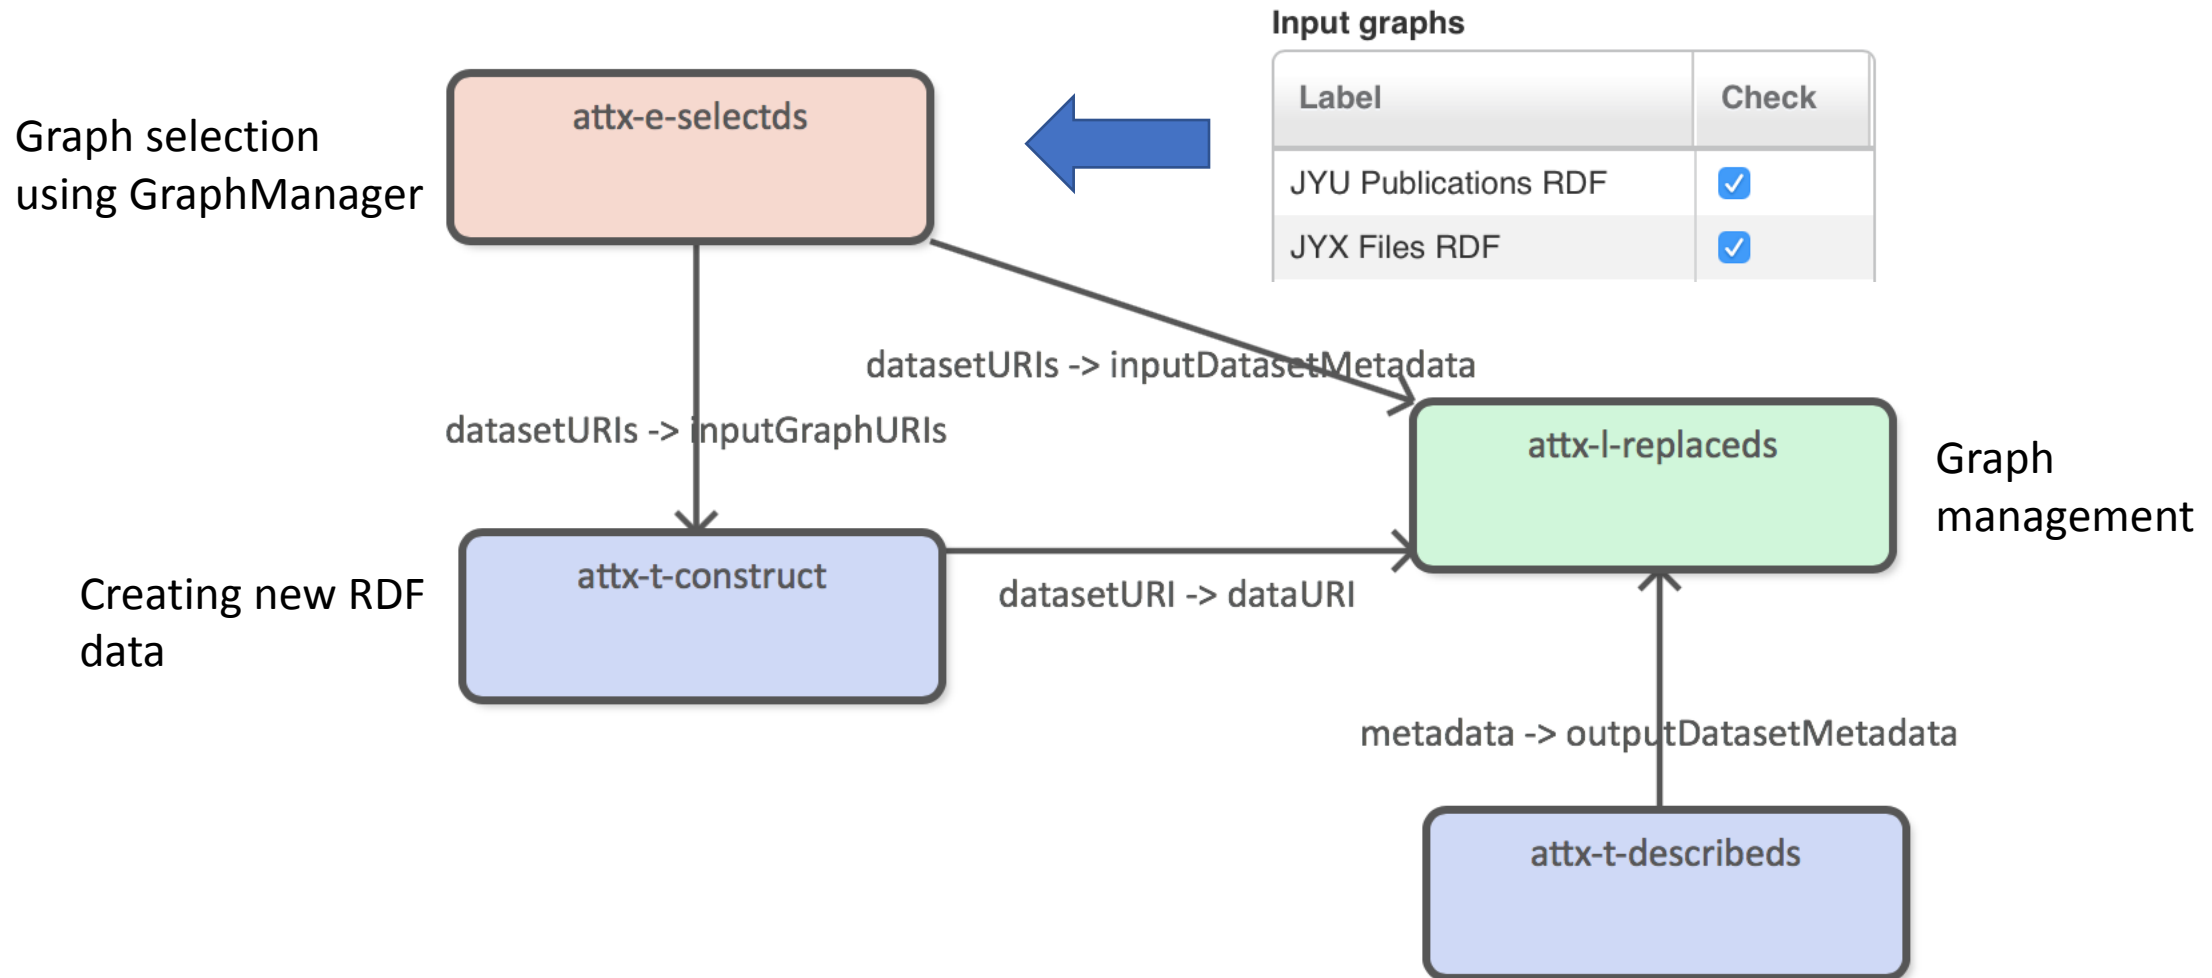 Input graphs
Label Check
JYU Publications RDF
JYX Files RDF
attx-e-selectds
Graph selection
using GraphManager
datasetURIs -> inputDatasetMetadata
datasetURIs -> inputGraphURIs
attx-l-replaceds
Graph
management
attx-t-construct
Creating new RDF
data
datasetURI -> dataURI
metadata -> outputDatasetMetadata
attx-t-describeds